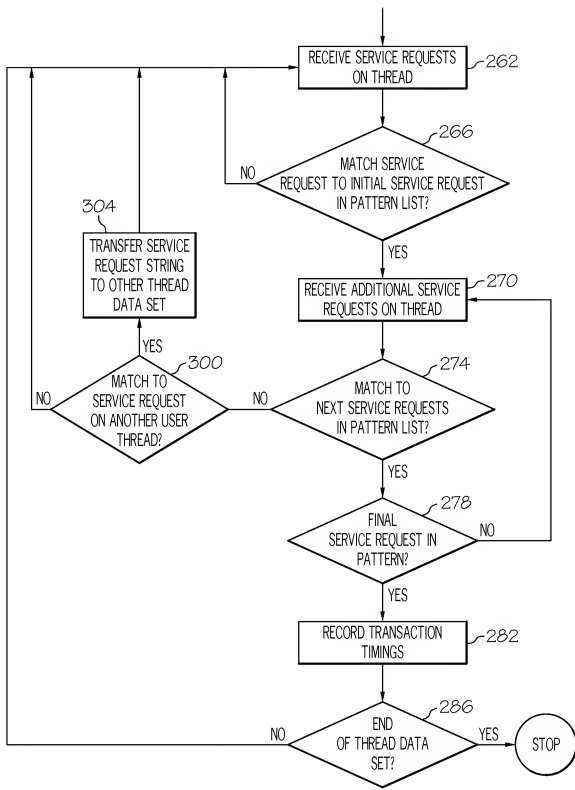 RECEIVE SERVICE REQUESTS
ON THREAD
262
266
MATCH SERVICE
REQUEST TO INITIAL SERVICE REQUEST
IN PATTERN LIST?
NO
YES
304
TRANSFER SERVICE
REQUEST STRING
TO OTHER THREAD
DATA SET
RECEIVE ADDITIONAL SERVICE
REQUESTS ON THREAD
270
YES
300
MATCH TO
SERVICE REQUEST
ON ANOTHER USER
THREAD?
NO
NO
274
MATCH TO
NEXT SERVICE REQUESTS
IN PATTERN LIST?
YES
278
FINAL
SERVICE REQUEST IN
PATTERN?
NO
YES
RECORD TRANSACTION
TIMINGS
282
286
END
OF THREAD DATA
SET?
NO
YES
STOP